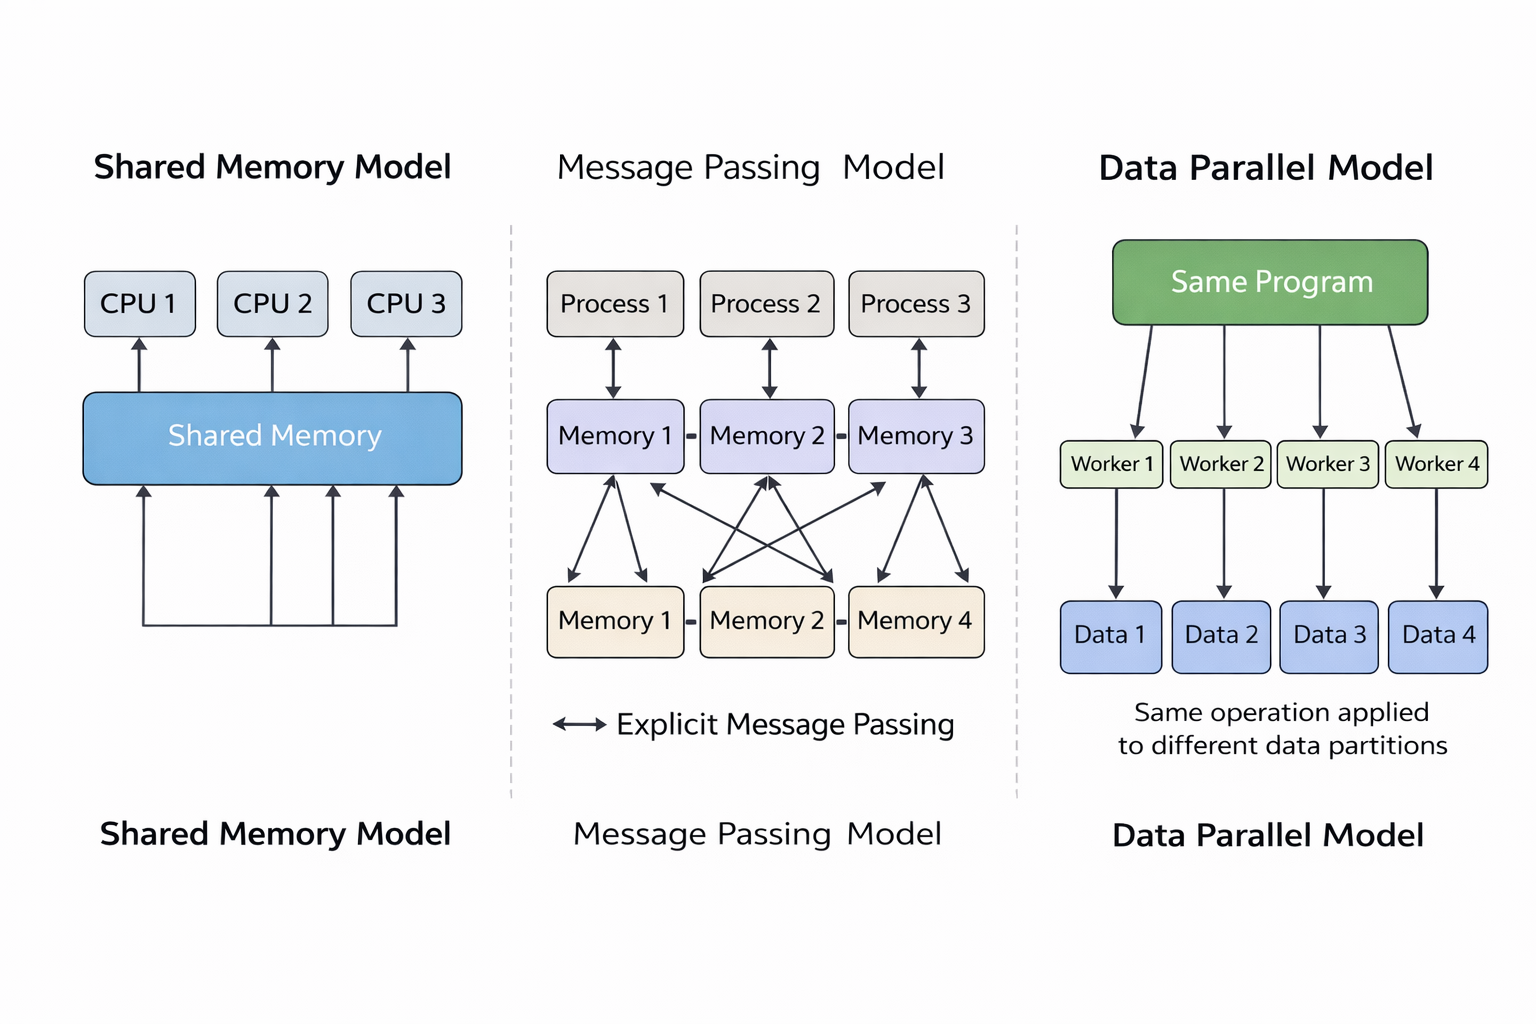 Shared Memory Model
CPU 1
CPU 2
CPU 3
Shared Memory
Shared Memory Model
Message Passing Model
Process 1
Process 2
Process 3
Memory 1
Memory 2
Memory 3
Memory 1
Memory 2
Memory 4
Explicit Message Passing
Message Passing Model
Data Parallel Model
Same Program
Worker 1
Worker 2
Worker 3
Worker 4
Data 1
Data 2
Data 3
Data 4
Same operation applied
to different data partitions
Data Parallel Model